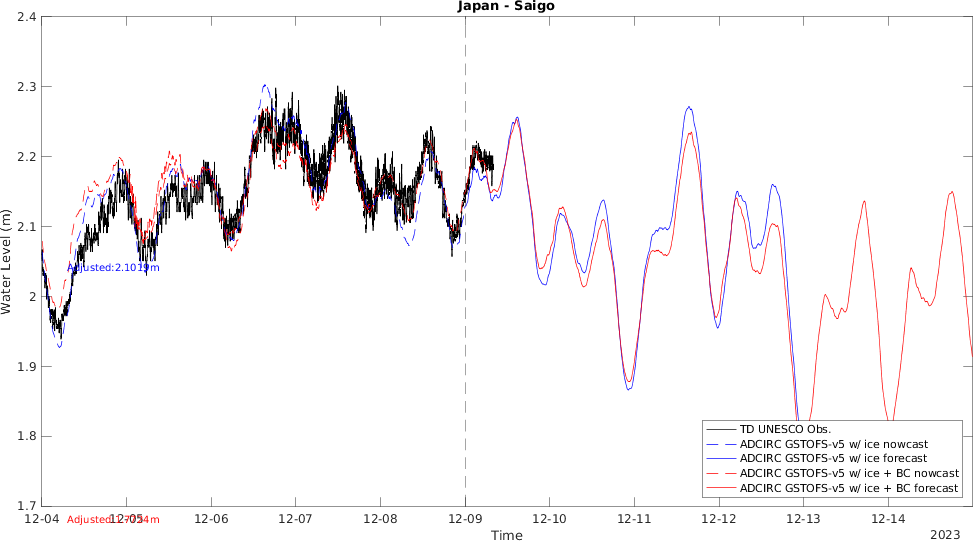 Japan - Saigo
2.4
2.3
2.2
2.1
2
1.9
1.8
1.7
Water Level (m)
Adjusted:2.1019m
TD UNESCO Obs.
ADCIRC GSTOFS-v5 w/ ice nowcast
ADCIRC GSTOFS-v5 w/ ice forecast
ADCIRC GSTOFS-v5 w/ ice + BC nowcast
ADCIRC GSTOFS-v5 w/ ice + BC forecast
12-04 12-05 12-06 12-07 12-08 12-09 12-10 12-11 12-12 12-13 12-14
Time
2023